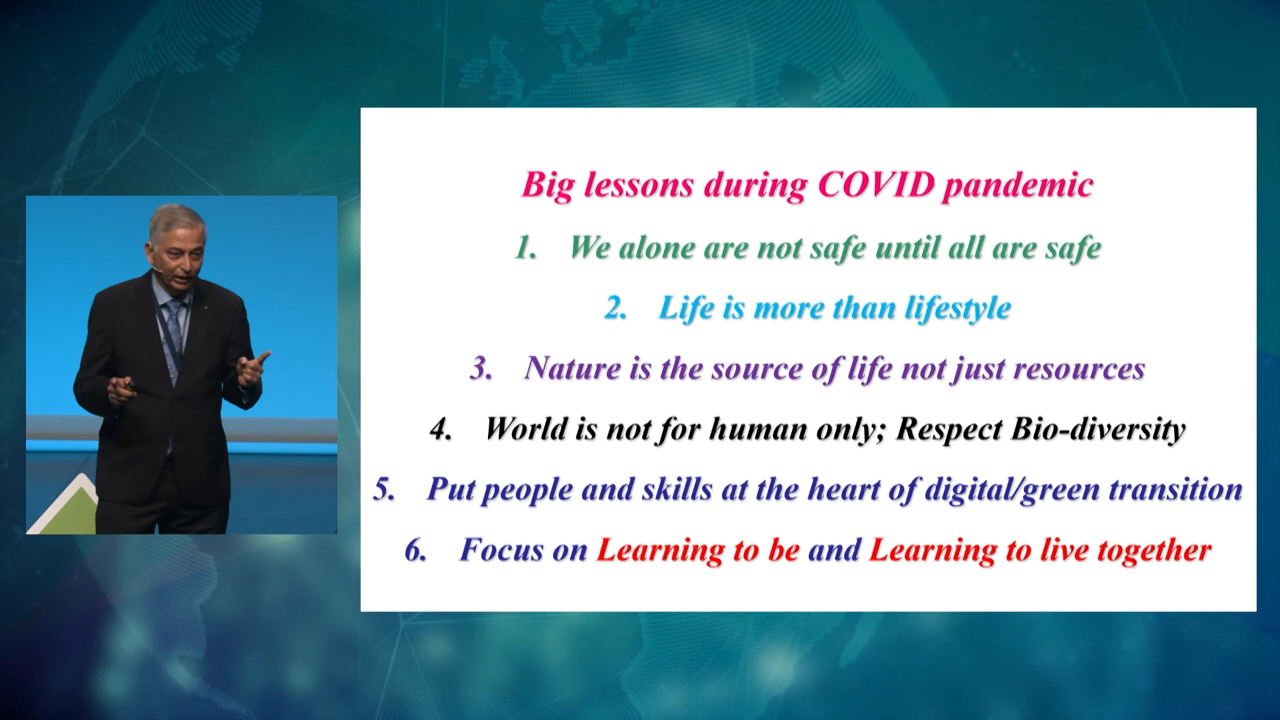 Big lessons during COVID pandemic
1. We alone are not safe until all are safe
2. Life is more than lifestyle
3. Nature is the source of life not just resources
4. World is not for human only; Respect Bio-diversity
5. Put people and skills at the heart of digital/green transition
6. Focus on Learning to be and Learning to live together